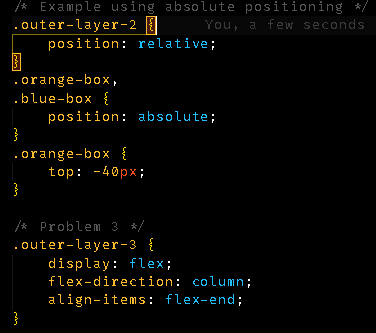 /* Example using absolute positioning */
.outer-layer-2 {     You, a few seconds
    position: relative;
}
.orange-box,
.blue-box {
    position: absolute;
}
.orange-box {
    top: -40px;
}

/* Problem 3 */
.outer-layer-3 {
    display: flex;
    flex-direction: column;
    align-items: flex-end;
}